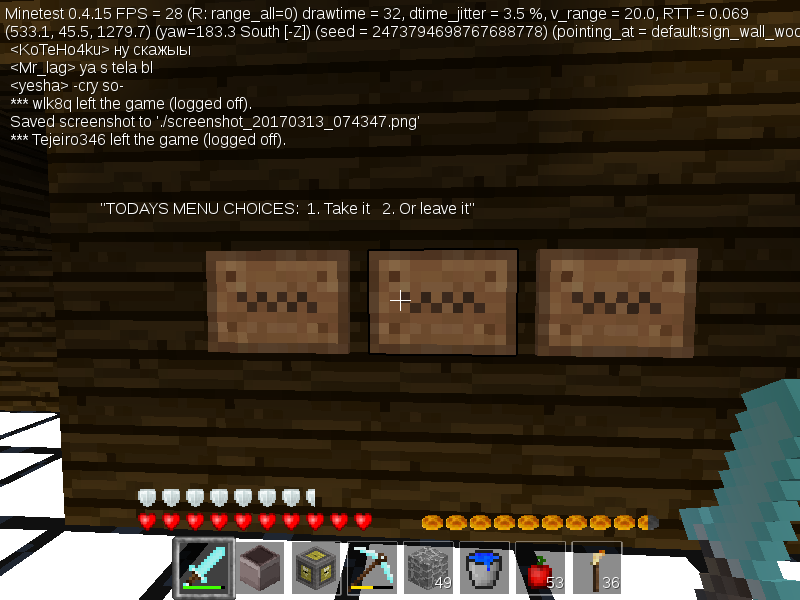 Minetest 0.4.15 FPS = 28 (R: range_all=0) drawtime = 32, dtime_jitter = 3.5 %, v_range = 20.0, RTT = 0.069
(533.1, 45.5, 1279.7) (yaw=183.3 South [-Z]) (seed = 2473794698767688778) (pointing_at = default:sign_wall_woo
<KoTeHo4ku> ну скажыы
<Mr_lag> ya s tela bl
<yesha> -cry so-
*** wlk8q left the game (logged off).
Saved screenshot to './screenshot_20170313_074347.png'
*** Tejeiro346 left the game (logged off).
"TODAYS MENU CHOICES:  1. Take it   2. Or leave it"
49
53
36